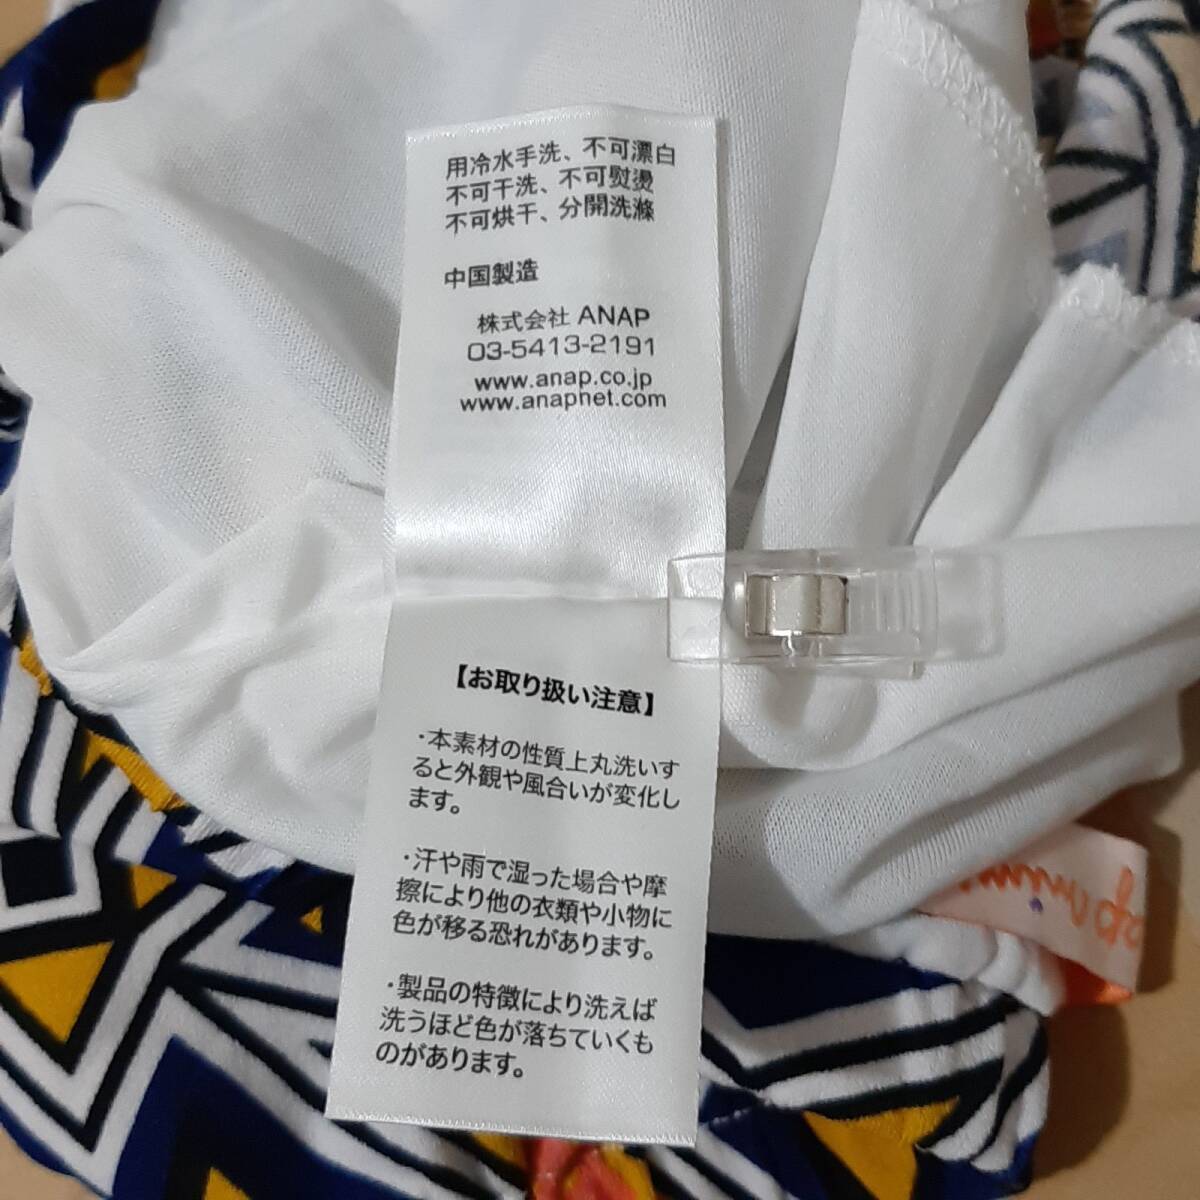 用冷水手洗、不可漂白
不可干洗、不可熨燙
不可烘干、分開洗滌
中国製造
株式会社 ANAP
03-5413-2191
www.anap.co.jp
www.anapnet.com
【お取り扱い注意】
・本素材の性質上丸洗いす
ると外観や風合いが変化し
ます。
・汗や雨で湿った場合や摩
擦により他の衣類や小物に
色が移る恐れがあります。
・製品の特徴により洗えば
洗うほど色が落ちていくも
のがあります。